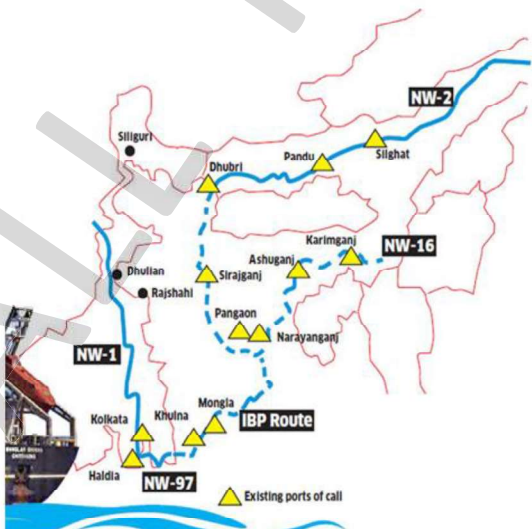 NW-2
Siliguri
Silghat
Pandu
Dhubri
Karimganj
NW-16
Ashuganj
Dhulian
Sirajganj
Rajshahi
Pangaon
Narayanganj
NW-1
Mongla
Kolkata
Khulna
IBP Route
Haldia
NW-97
Existing ports of call